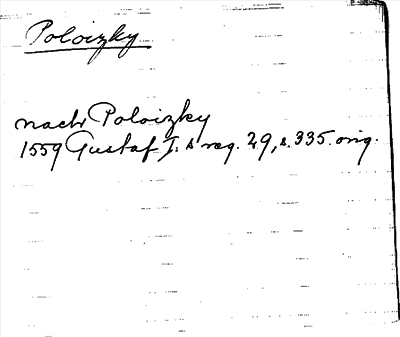 Poloizky
nach Poloizky
1559 Gustaf I:s reg. 29, s. 335. orig.